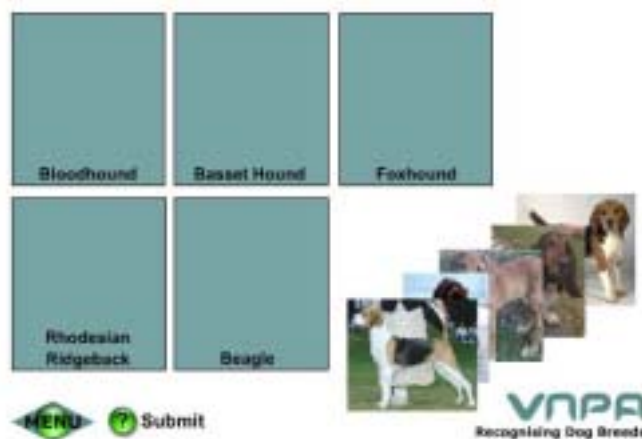 Bloodhound
Basset Hound
Foxhound
Rhodesian
Ridgeback
Beagle
MENU
? Submit
VNPA
Recognising Dog Breeds